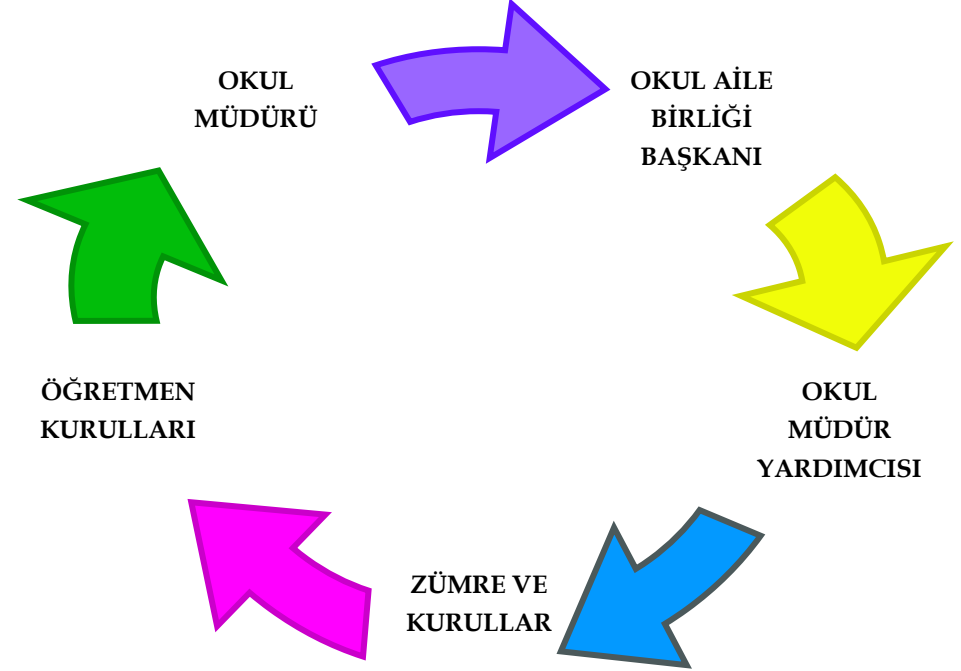 OKUL
MÜDÜRÜ
OKUL AİLE
BİRLİĞİ
BAŞKANI
OKUL
MÜDÜR
YARDIMCISI
ZÜMRE VE
KURULLAR
ÖĞRETMEN
KURULLARI